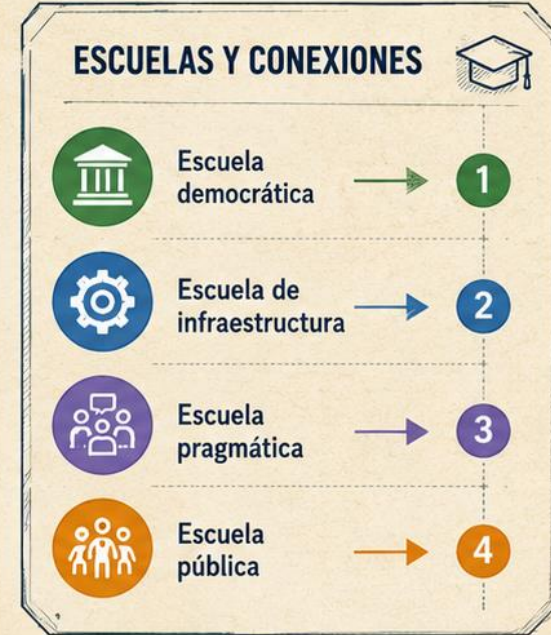 ESCUELAS Y CONEXIONES
Escuela
democrática
1
Escuela de
infraestructura
2
Escuela
pragmática
3
Escuela
pública
4